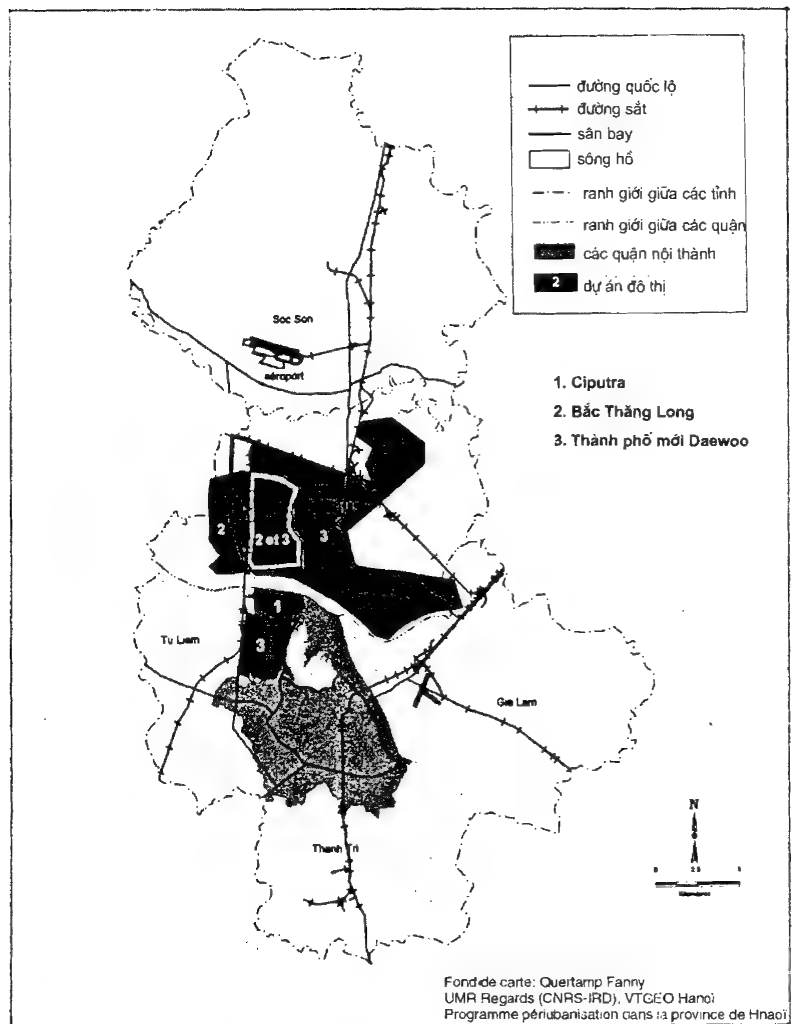 đường quốc lộ
đường sắt
sân bay
sông hồ
ranh giới giữa các tỉnh
ranh giới giữa các quận
các quận nội thành
2 dự án đô thị
Soc Son
aéroport
1. Ciputra
2. Bắc Thăng Long
3. Thành phố mới Daewoo
2
2 et 3
3
1
3
Tu Liem
Gia Lam
Thanh Tri
N
Fond de carte: Quertamp Fanny
UMR Regards (CNRS-IRD), VTGEO Hanoï
Programme périurbanisation dans la province de Hnaoï